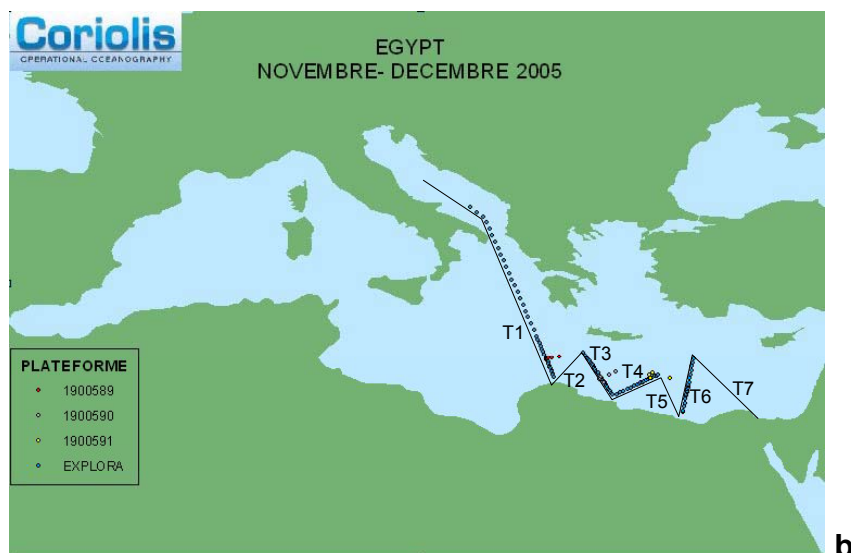 Coriolis
OPERATIONAL OCEANOGRAPHY
EGYPT
NOVEMBRE- DECEMBRE 2005
T1
T2
T3
T4
T5
T6
T7
PLATEFORME
1900589
1900590
1900591
EXPLORA
b